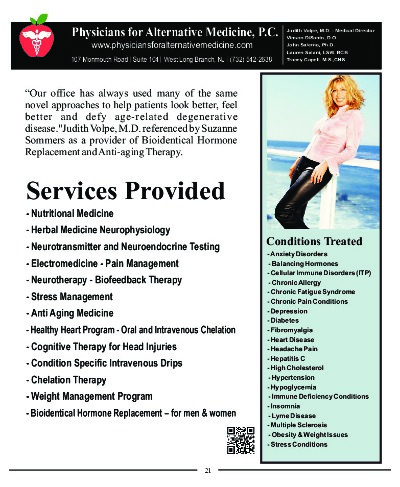 Physicians for Alternative Medicine, P.C.
www.physiciansforalternativemedicine.com
107 Monmouth Road | Suite 104 | West Long Branch, NJ | (732) 542-2638
Judith Volpe, M.D. - Medical Director
Vincen DiSanto, D.O.
John Salerno, Ph.D.
Lauren Salani, LSW, BCB
Tracey Capell, M.S.,CNS
“Our office has always used many of the same
novel approaches to help patients look better, feel
better and defy age-related degenerative
disease."Judith Volpe, M.D. referenced by Suzanne
Sommers as a provider of Bioidentical Hormone
Replacement and Anti-aging Therapy.
Services Provided
- Nutritional Medicine
- Herbal Medicine Neurophysiology
- Neurotransmitter and Neuroendocrine Testing
- Electromedicine - Pain Management
- Neurotherapy - Biofeedback Therapy
- Stress Management
- Anti Aging Medicine
- Healthy Heart Program - Oral and Intravenous Chelation
- Cognitive Therapy for Head Injuries
- Condition Specific Intravenous Drips
- Chelation Therapy
- Weight Management Program
- Bioidentical Hormone Replacement – for men & women
Conditions Treated
- Anxiety Disorders
- Balancing Hormones
- Cellular Immune Disorders (ITP)
- Chronic Allergy
- Chronic Fatigue Syndrome
- Chronic Pain Conditions
- Depression
- Diabetes
- Fibromyalgia
- Heart Disease
- Headache Pain
- Hepatitis C
- High Cholesterol
- Hypertension
- Hypoglycemia
- Immune Deficiency Conditions
- Insomnia
- Lyme Disease
- Multiple Sclerosis
- Obesity & Weight Issues
- Stress Conditions
21